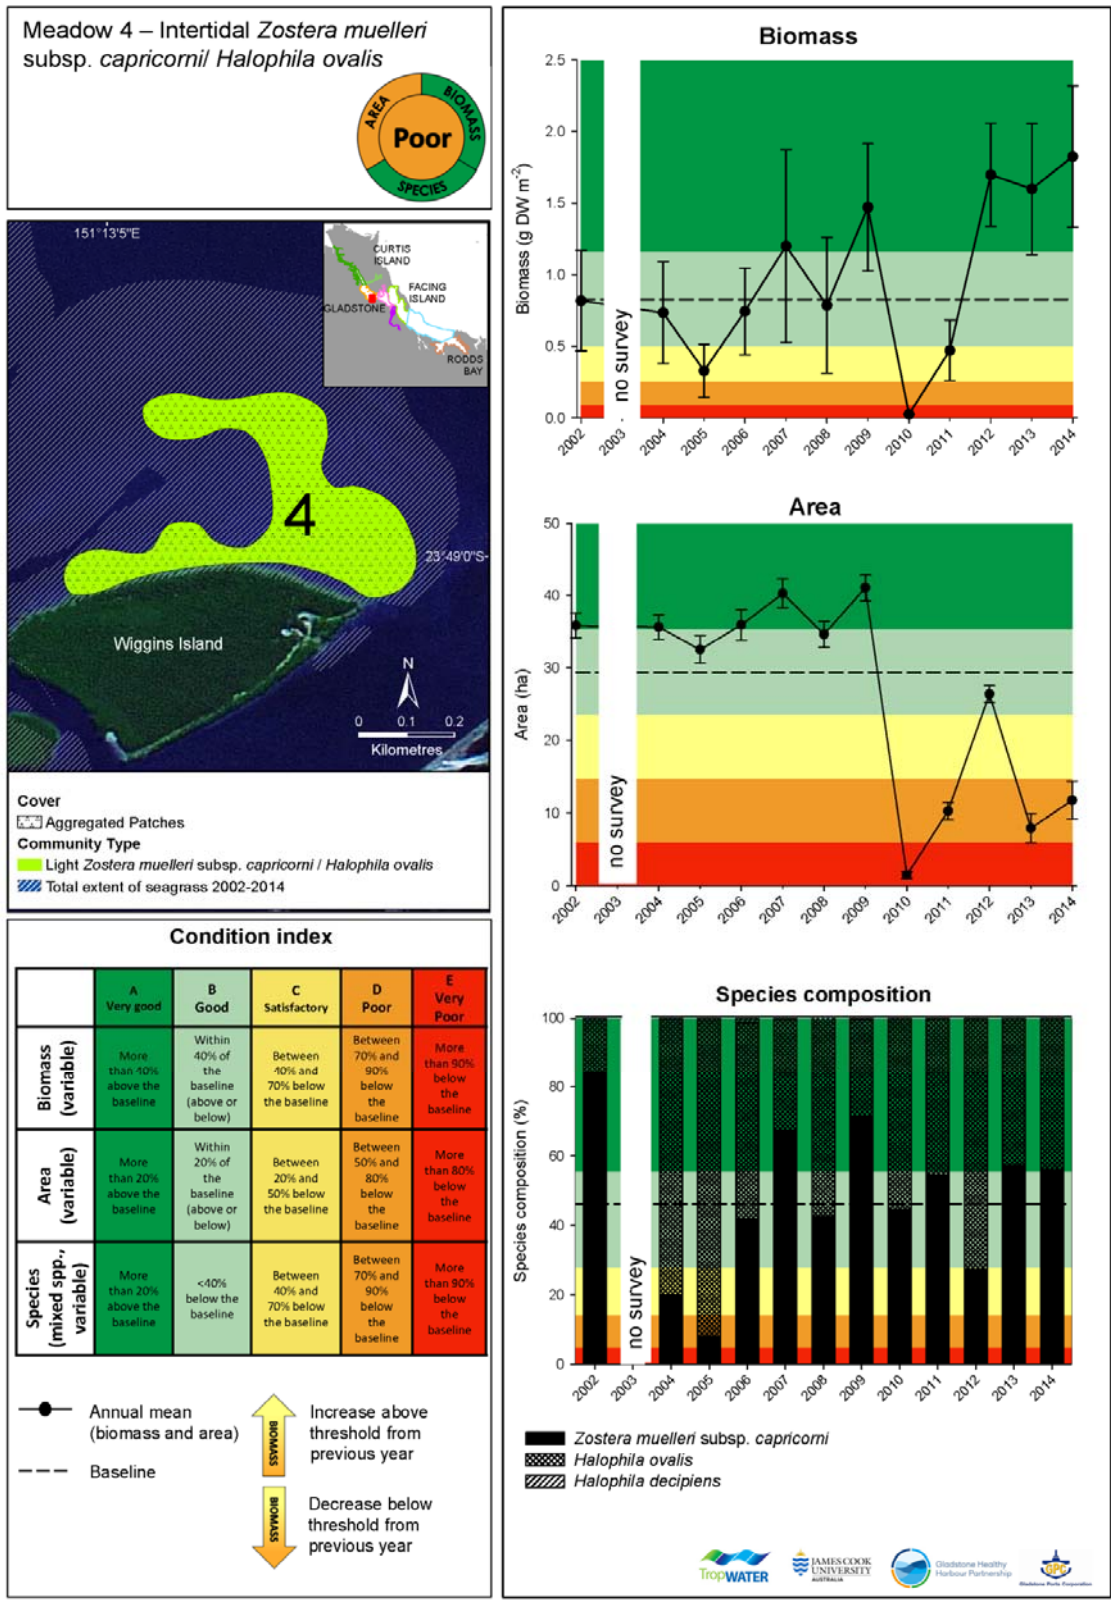 Meadow 4 – Intertidal Zostera muelleri
subsp. capricorni/ Halophila ovalis
AREA
BIOMASS
Poor
SPECIES
151°13'5"E
CURTIS
ISLAND
FACING
ISLAND
GLADSTONE
RODDS
BAY
4
23°49'0"S
Wiggins Island
N
0 0.1 0.2
Kilometres
Cover
Aggregated Patches
Community Type
Light Zostera muelleri subsp. capricorni / Halophila ovalis
Total extent of seagrass 2002-2014
Condition index
A
Very good
B
Good
C
Satisfactory
D
Poor
E
Very
Poor
Biomass
(variable)
More
than 40%
above the
baseline
Within
40% of
the
baseline
(above or
below)
Between
40% and
70% below
the baseline
Between
70% and
90%
below
the
baseline
More
than 90%
below
the
baseline
Area
(variable)
More
than 20%
above the
baseline
Within
20% of
the
baseline
(above or
below)
Between
20% and
50% below
the baseline
Between
50% and
80%
below
the
baseline
More
than 80%
below
the
baseline
Species
(mixed spp.,
variable)
More
than 20%
above the
baseline
<40%
below the
baseline
Between
40% and
70% below
the baseline
Between
70% and
90%
below
the
baseline
More
than 90%
below
the
baseline
Annual mean
(biomass and area)
Baseline
BIOMASS
Increase above
threshold from
previous year
BIOMASS
Decrease below
threshold from
previous year
Biomass
Biomass (g DW m-2)
2.5
2.0
1.5
1.0
0.5
0.0
no survey
2002 2003 2004 2005 2006 2007 2008 2009 2010 2011 2012 2013 2014
Area
Area (ha)
50
40
30
20
10
0
no survey
2002 2003 2004 2005 2006 2007 2008 2009 2010 2011 2012 2013 2014
Species composition
Species composition (%)
100
80
60
40
20
0
no survey
2002 2003 2004 2005 2006 2007 2008 2009 2010 2011 2012 2013 2014
Zostera muelleri subsp. capricorni
Halophila ovalis
Halophila decipiens
TropWATER
JAMES COOK
UNIVERSITY
AUSTRALIA
Gladstone Healthy
Harbour Partnership
GPC
Gladstone Ports Corporation